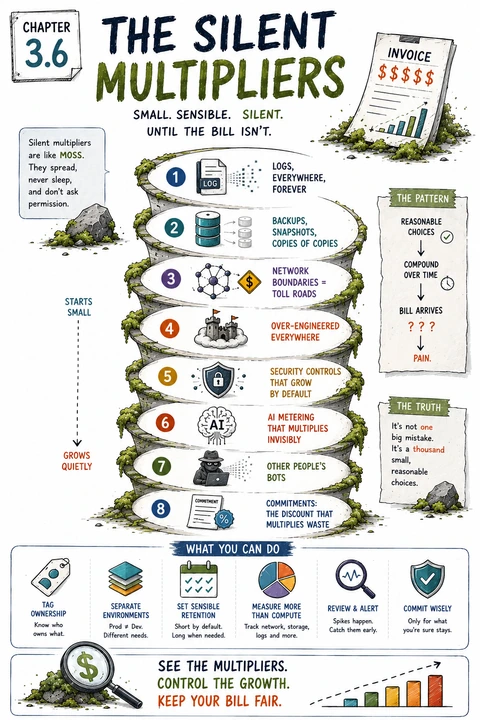 CHAPTER
3.6
THE SILENT
MULTIPLIERS
SMALL. SENSIBLE. SILENT.
UNTIL THE BILL ISN'T.
INVOICE
$ $ $ $ $
Silent multipliers
are like MOSS.
They spread,
never sleep,
and don't ask
permission.
1
LOG
LOGS,
EVERYWHERE,
FOREVER
2
BACKUPS,
SNAPSHOTS,
COPIES OF COPIES
3
$
NETWORK
BOUNDARIES =
TOLL ROADS
4
OVER-ENGINEERED
EVERYWHERE
5
SECURITY CONTROLS
THAT GROW
BY DEFAULT
6
AI
AI METERING
THAT MULTIPLIES
INVISIBLY
7
OTHER PEOPLE'S
BOTS
8
COMMITMENT
%
COMMITMENTS:
THE DISCOUNT THAT
MULTIPLIES WASTE
STARTS
SMALL
GROWS
QUIETLY
THE PATTERN
REASONABLE
CHOICES
COMPOUND
OVER TIME
BILL ARRIVES
? ? ?
PAIN.
THE TRUTH
It's not one
big mistake.
It's a thousand
small,
reasonable
choices.
WHAT YOU CAN DO
TAG
OWNERSHIP
Know who
owns what.
SEPARATE
ENVIRONMENTS
Prod ≠ Dev.
Different needs.
SET SENSIBLE
RETENTION
Short by default.
Long when needed.
MEASURE MORE
THAN COMPUTE
Track network, storage,
logs and more.
REVIEW & ALERT
Spikes happen.
Catch them early.
COMMIT WISELY
Only for what
you're sure stays.
$
SEE THE MULTIPLIERS.
CONTROL THE GROWTH.
KEEP YOUR BILL FAIR.